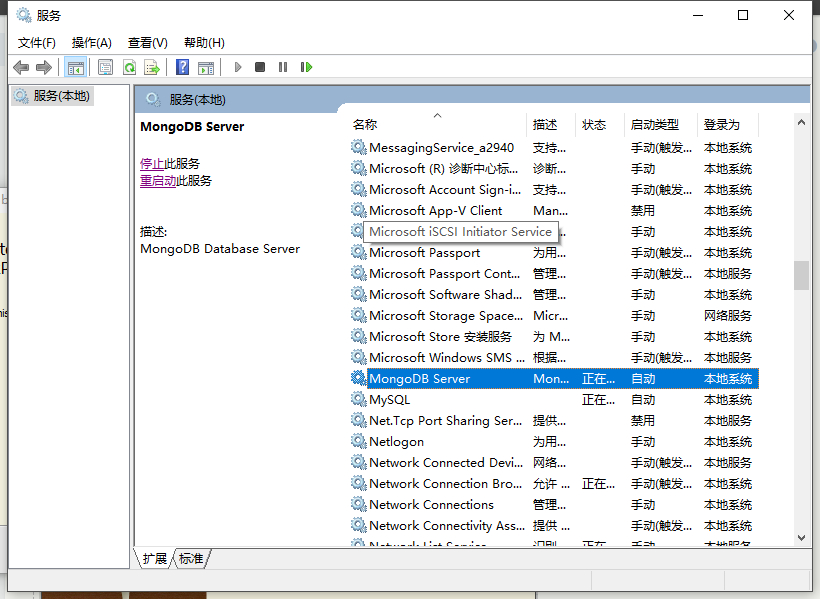 服务
文件(F) 操作(A) 查看(V) 帮助(H)
服务(本地)
服务(本地)
MongoDB Server
停止此服务
重启动此服务
描述:
MongoDB Database Server
名称 描述 状态 启动类型 登录为
MessagingService_a2940 支持... 手动(触发... 本地系统
Microsoft (R) 诊断中心标... 诊断... 手动 本地系统
Microsoft Account Sign-i... 支持... 手动(触发... 本地系统
Microsoft App-V Client Man... 禁用 本地系统
Microsoft iSCSI Initiator Service 手动 本地系统
Microsoft Passport 为用... 手动(触发... 本地系统
Microsoft Passport Cont... 管理... 手动(触发... 本地服务
Microsoft Software Shad... 管理... 手动 本地系统
Microsoft Storage Space... Micr... 手动 网络服务
Microsoft Store 安装服务 为 M... 手动 本地系统
Microsoft Windows SMS ... 根据... 手动(触发... 本地服务
MongoDB Server Mon... 正在... 自动 本地系统
MySQL 正在... 自动 本地系统
Net.Tcp Port Sharing Ser... 提供... 禁用 本地服务
Netlogon 为用... 手动 本地系统
Network Connected Devi... 网络... 手动(触发... 本地服务
Network Connection Bro... 允许 ... 正在... 手动(触发... 本地系统
Network Connections 管理... 手动 本地系统
Network Connectivity Ass... 提供 ... 手动(触发... 本地系统
Network List Service 识别... 正在... 手动 本地服务
扩展 标准